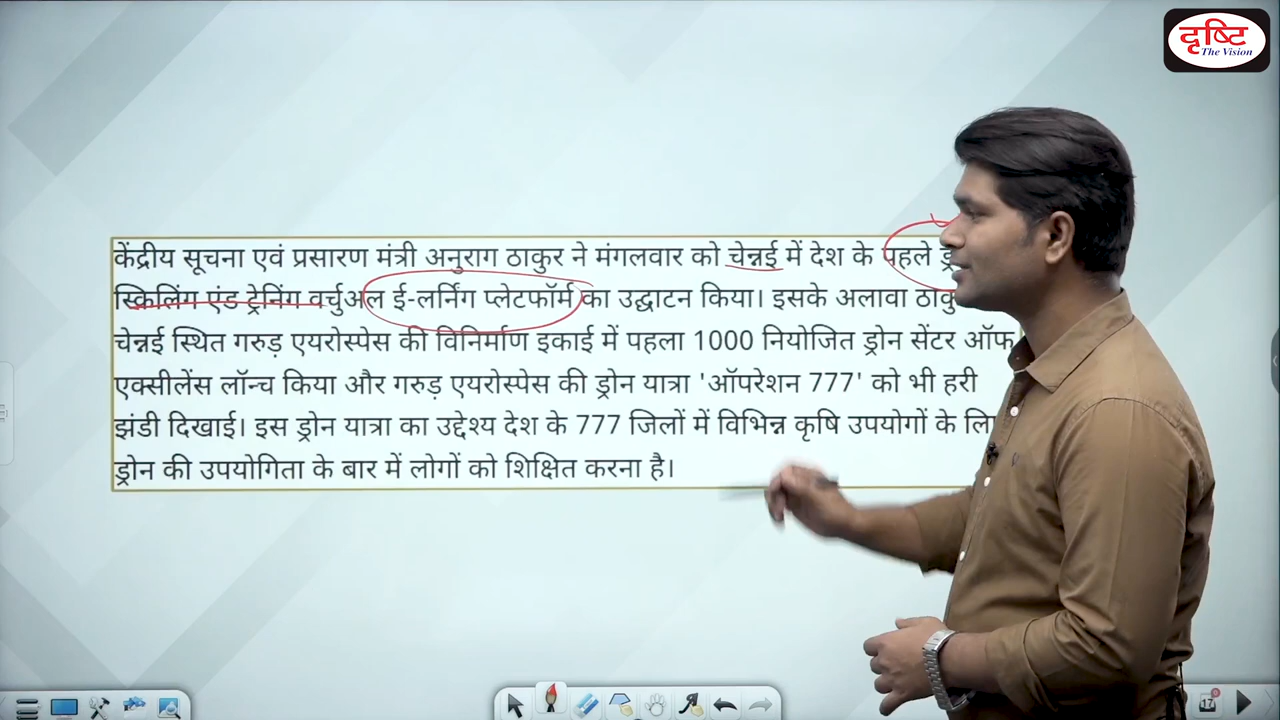 दृष्टि
The Vision
केंद्रीय सूचना एवं प्रसारण मंत्री अनुराग ठाकुर ने मंगलवार को चेन्नई में देश के पहले
स्किलिंग एंड ट्रेनिंग वर्चुअल ई-लर्निंग प्लेटफॉर्म का उद्घाटन किया। इसके अलावा
चेन्नई स्थित गरुड़ एयरोस्पेस की विनिर्माण इकाई में पहला 1000 नियोजित ड्रोन सेंटर ऑफ
एक्सीलेंस लॉन्च किया और गरुड़ एयरोस्पेस की ड्रोन यात्रा 'ऑपरेशन 777' को भी हरी
झंडी दिखाई। इस ड्रोन यात्रा का उद्देश्य देश के 777 जिलों में विभिन्न कृषि उपयोगों के
ड्रोन की उपयोगिता के बार में लोगों को शिक्षित करना है।
17